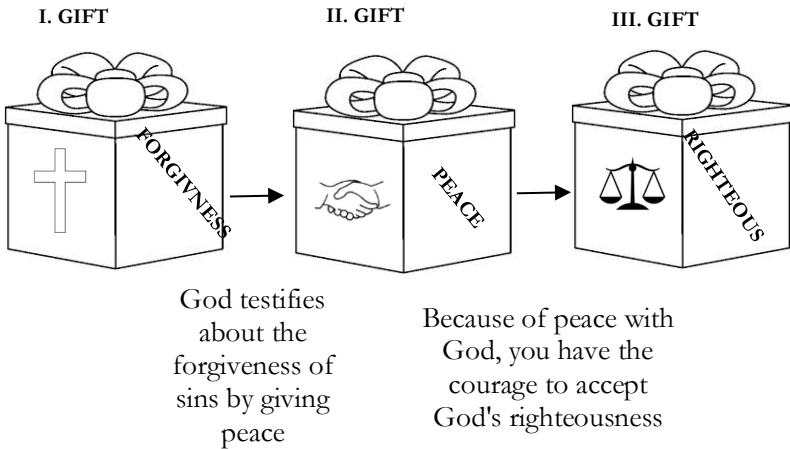 I. GIFT
II. GIFT
III. GIFT
FORGIVNESS
PEACE
RIGHTEOUS
God testifies
about the
forgiveness of
sins by giving
peace
Because of peace with
God, you have the
courage to accept
God's righteousness